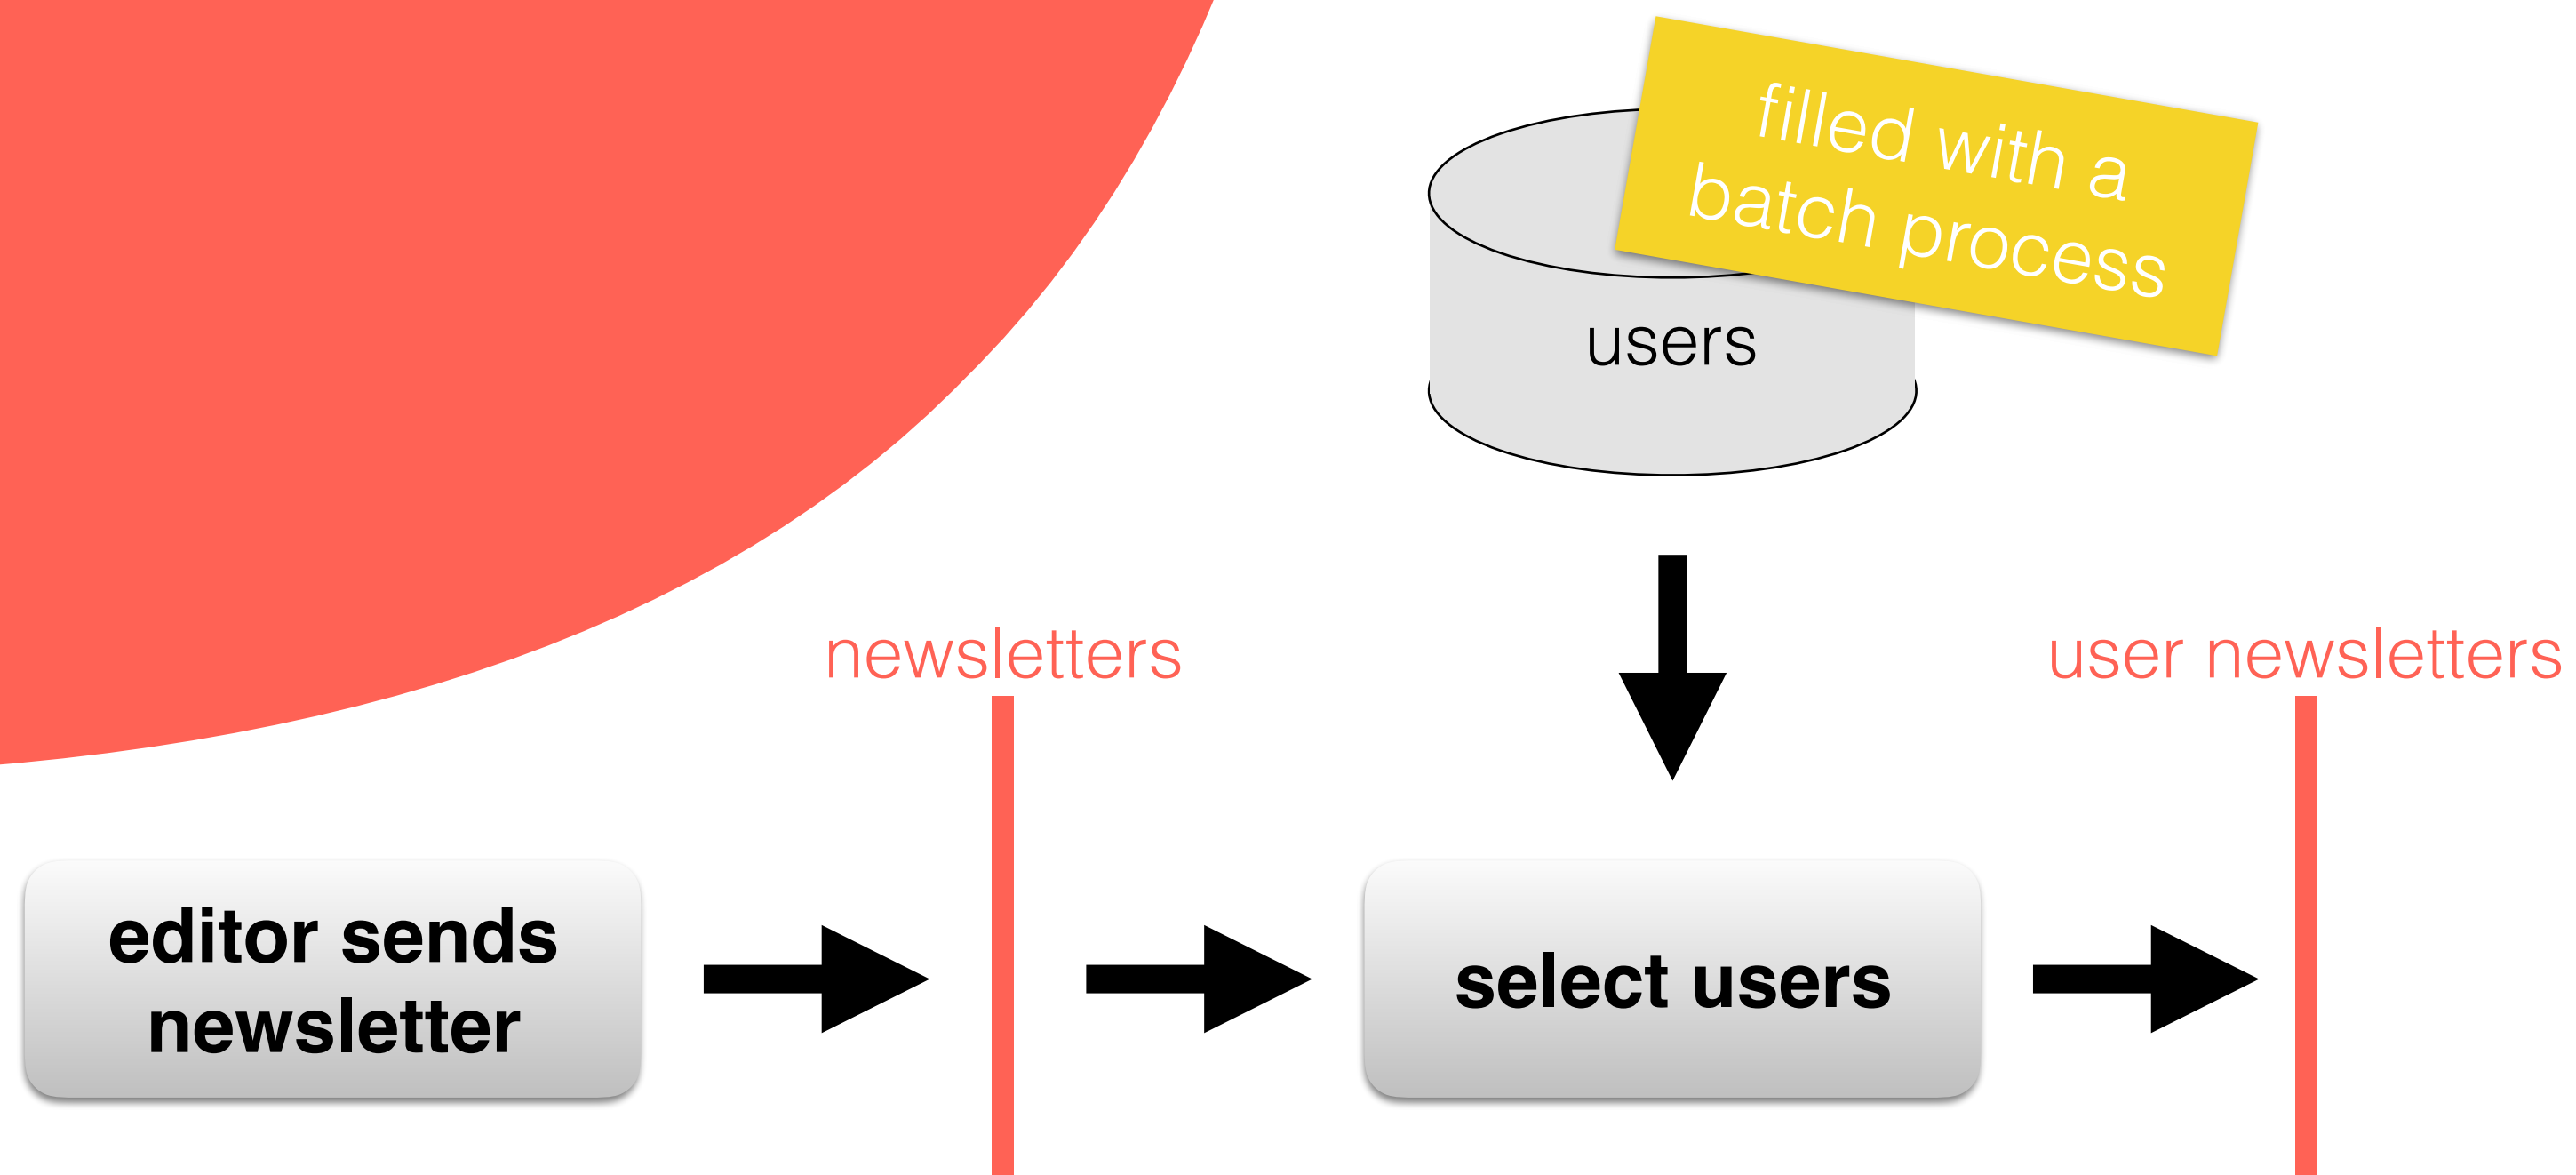 filled with a
batch process
users
newsletters
user newsletters
editor sends
newsletter
select users